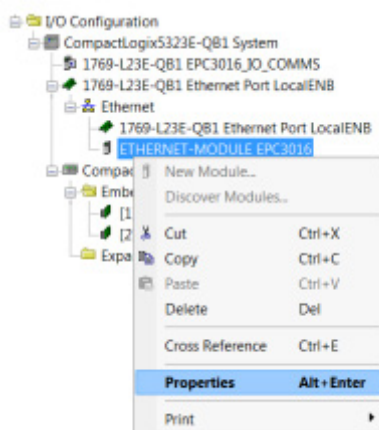 I/O Configuration
CompactLogix5323E-QB1 System
1769-L23E-QB1 EPC3016_IO_COMMS
1769-L23E-QB1 Ethernet Port LocalENB
Ethernet
1769-L23E-QB1 Ethernet Port LocalENB
ETHERNET-MODULE EPC3016
Compac
New Module...
Embe
Discover Modules...
[1
[2
Cut Ctrl+X
Expa
Copy Ctrl+C
Paste Ctrl+V
Delete Del
Cross Reference Ctrl+E
Properties Alt+Enter
Print